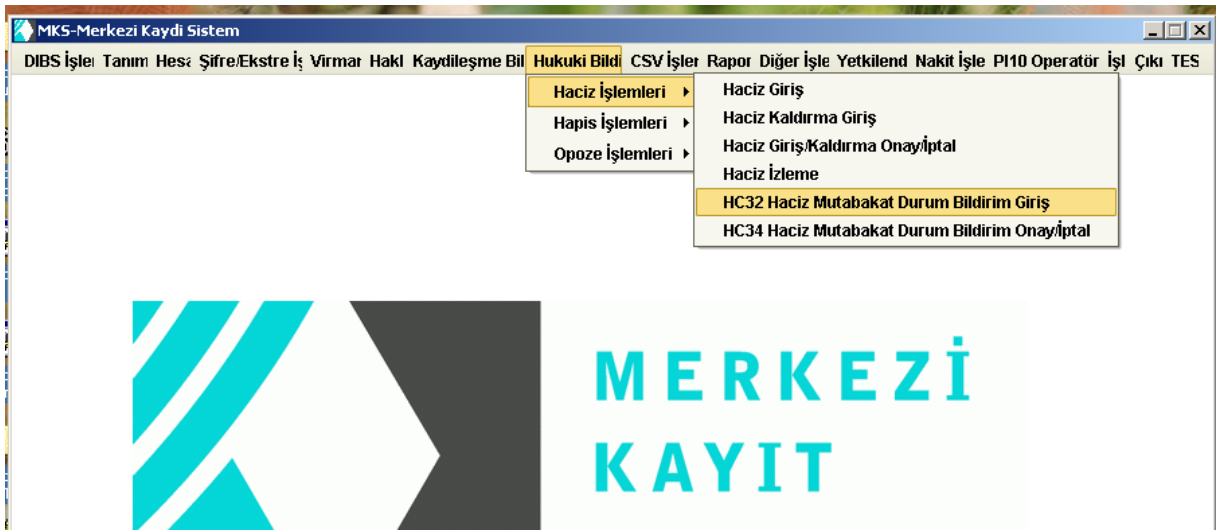 MKS-Merkezi Kaydi Sistem
DIBS İşle Tanım Hesa Şifre/Ekstre İş Virmar Hakl Kaydileşme Bil Hukuki Bildi CSV İşler Rapor Diğer İşle Yetkilend Nakit İşle PI10 Operatör İşl Çıkı TES
Haciz İşlemleri
Hapis İşlemleri
Opoze İşlemleri
Haciz Giriş
Haciz Kaldırma Giriş
Haciz Giriş/Kaldırma Onay/İptal
Haciz İzleme
HC32 Haciz Mutabakat Durum Bildirim Giriş
HC34 Haciz Mutabakat Durum Bildirim Onay/İptal
MERKEZİ
KAYIT